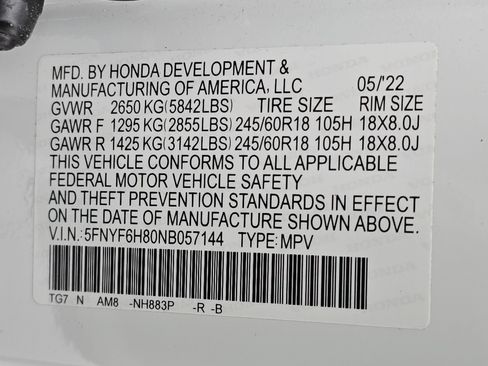 MFD. BY HONDA DEVELOPMENT &
MANUFACTURING OF AMERICA, LLC 05/'22
GVWR 2650 KG(5842LBS) TIRE SIZE RIM SIZE
GAWR F 1295 KG(2855LBS) 245/60R18 105H 18X8.0J
GAWR R 1425 KG(3142LBS) 245/60R18 105H 18X8.0J
THIS VEHICLE CONFORMS TO ALL APPLICABLE
FEDERAL MOTOR VEHICLE SAFETY
AND THEFT PREVENTION STANDARDS IN EFFECT
ON THE DATE OF MANUFACTURE SHOWN ABOVE.
V.I.N.:5FNYF6H80NB057144 TYPE:MPV
TG7 N AM8 -NH883P -R -B